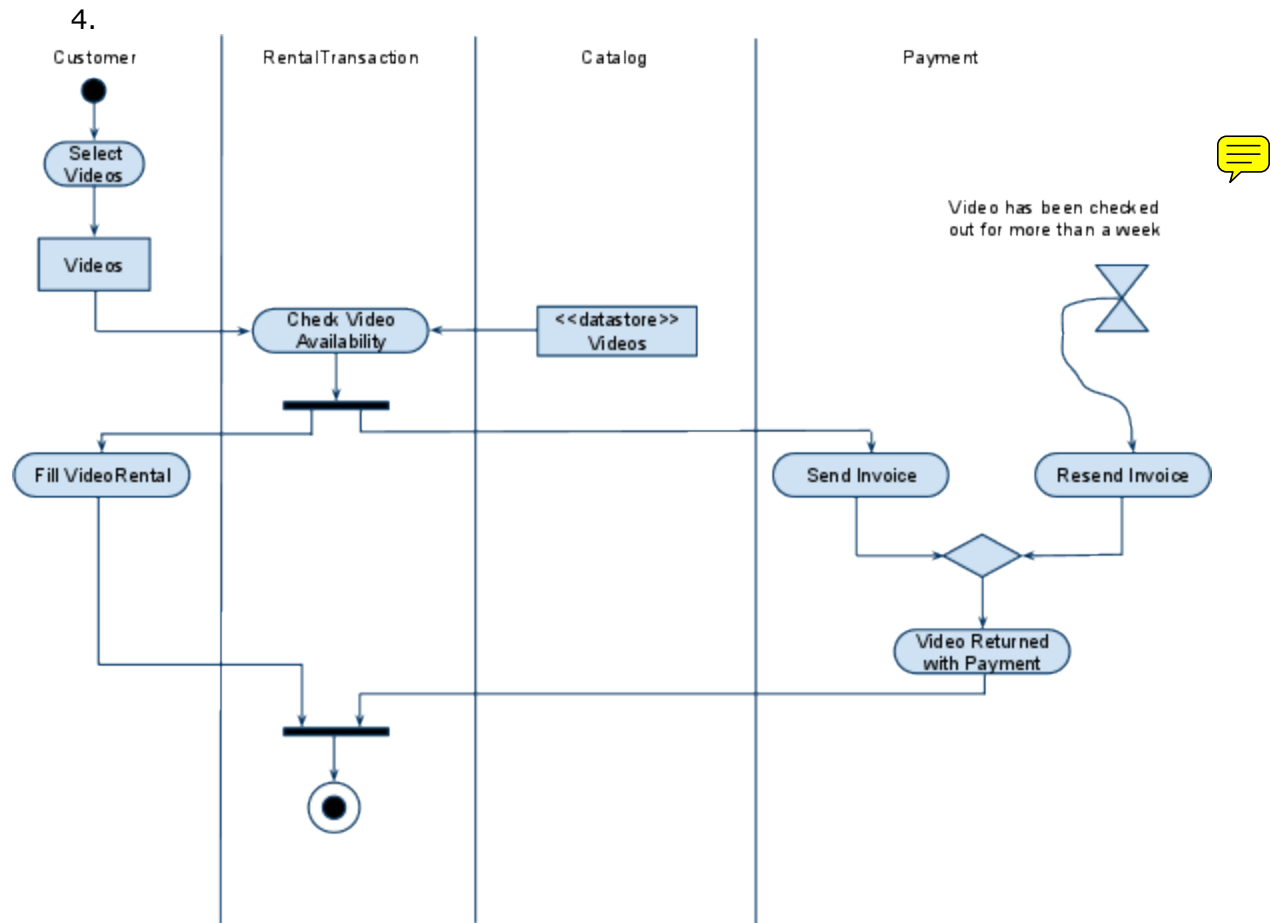 4.
Customer
RentalTransaction
Catalog
Payment
Select
Videos
Video has been checked
out for more than a week
Videos
Check Video
Availability
<<datastore>>
Videos
Fill VideoRental
Send Invoice
Resend Invoice
Video Returned
with Payment